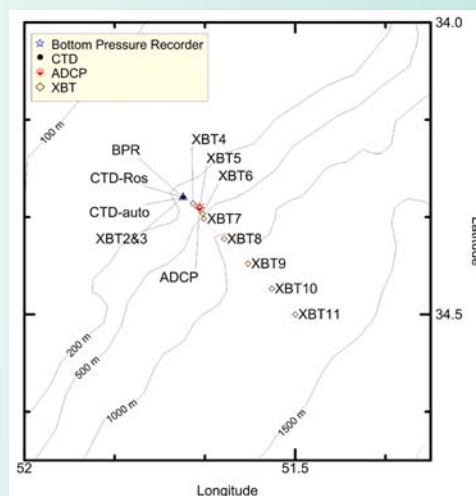 Bottom Pressure Recorder
CTD
ADCP
XBT
34.0
100 m
BPR
XBT4
XBT5
XBT6
CTD-Ros
CTD-auto
XBT7
XBT2&3
XBT8
Latitude
ADCP
XBT9
XBT10
XBT11
34.5
200 m
500 m
1000 m
1500 m
52
51.5
Longitude